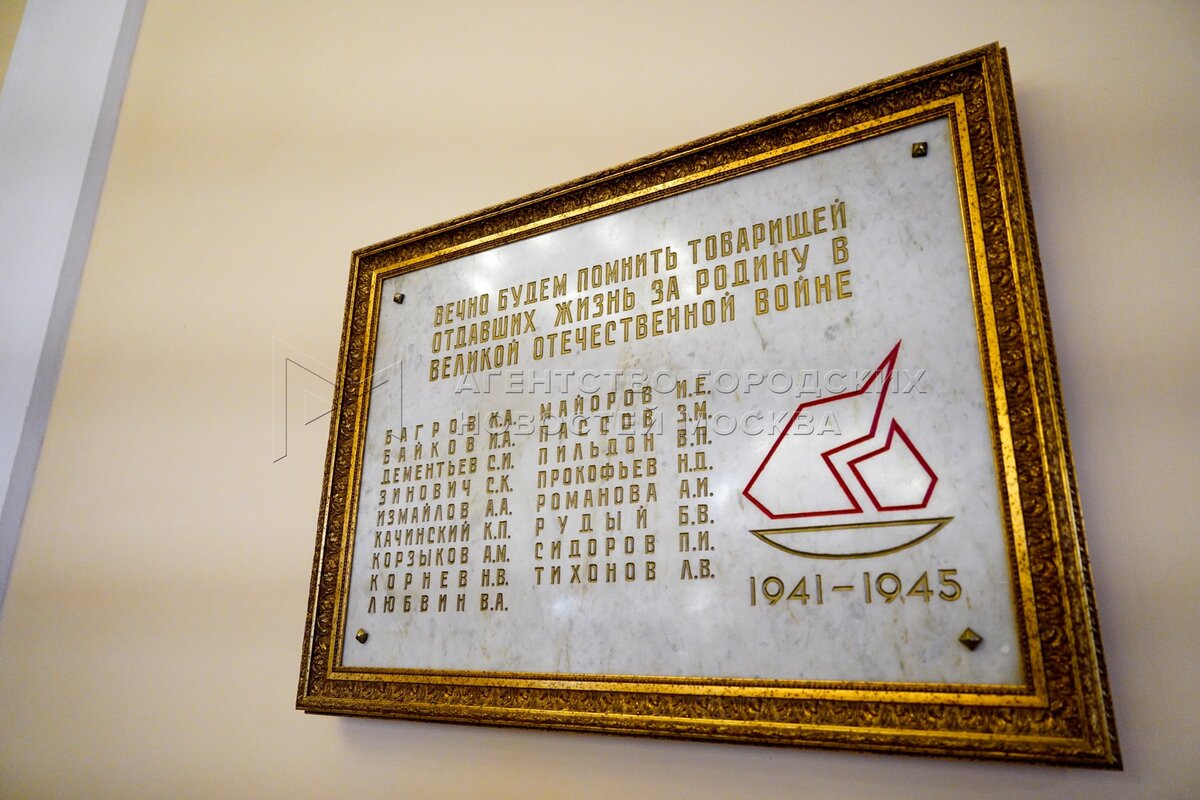 ВЕЧНО БУДЕМ ПОМНИТЬ ТОВАРИЩЕЙ
ОТДАВШИХ ЖИЗНЬ ЗА РОДИНУ В
ВЕЛИКОЙ ОТЕЧЕСТВЕННОЙ ВОЙНЕ
БАГРОВ К.А.
БАЙКОВ И.А.
ДЕМЕНТЬЕВ С.И.
ЗИНОВИЧ С.К.
ИЗМАЙЛОВ А.А.
КАЧИНСКИЙ К.П.
КОРЗЫКОВ А.М.
КОРНЕВ Н.В.
ЛЮБВИН В.А.
МАЙОРОВ И.Е.
ПАССОВ З.М.
ПИЛЬДОН В.П.
ПРОКОФЬЕВ Н.Д.
РОМАНОВА А.И.
РУДЫЙ Б.В.
СИДОРОВ П.И.
ТИХОНОВ Л.В.
1941-1945
АГЕНТСТВО ГОРОДСКИХ
НОВОСТЕЙ МОСКВА